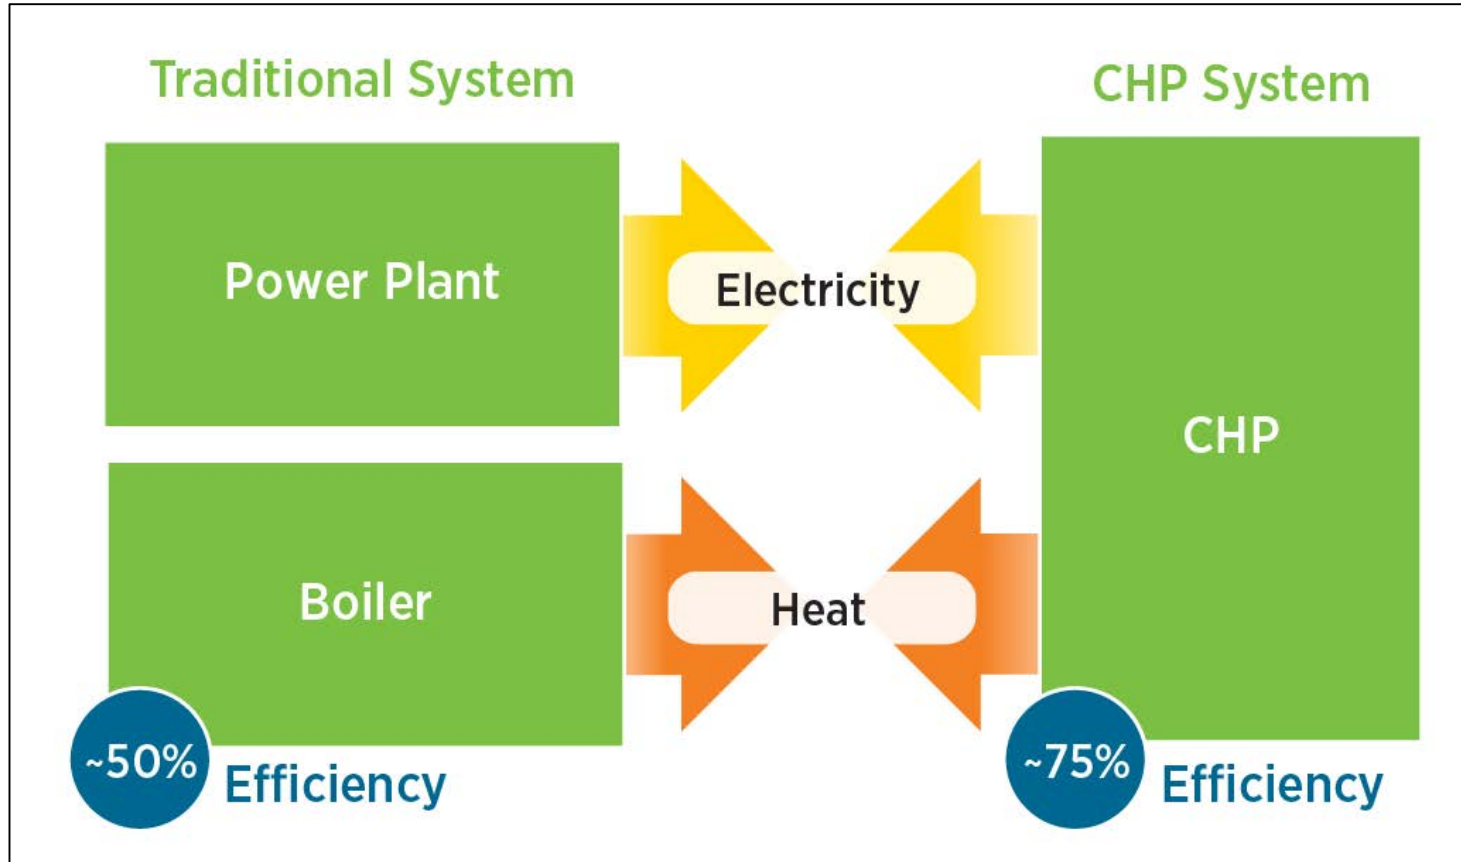 Traditional System
CHP System
Power Plant
Electricity
CHP
Boiler
Heat
~50%
Efficiency
~75%
Efficiency